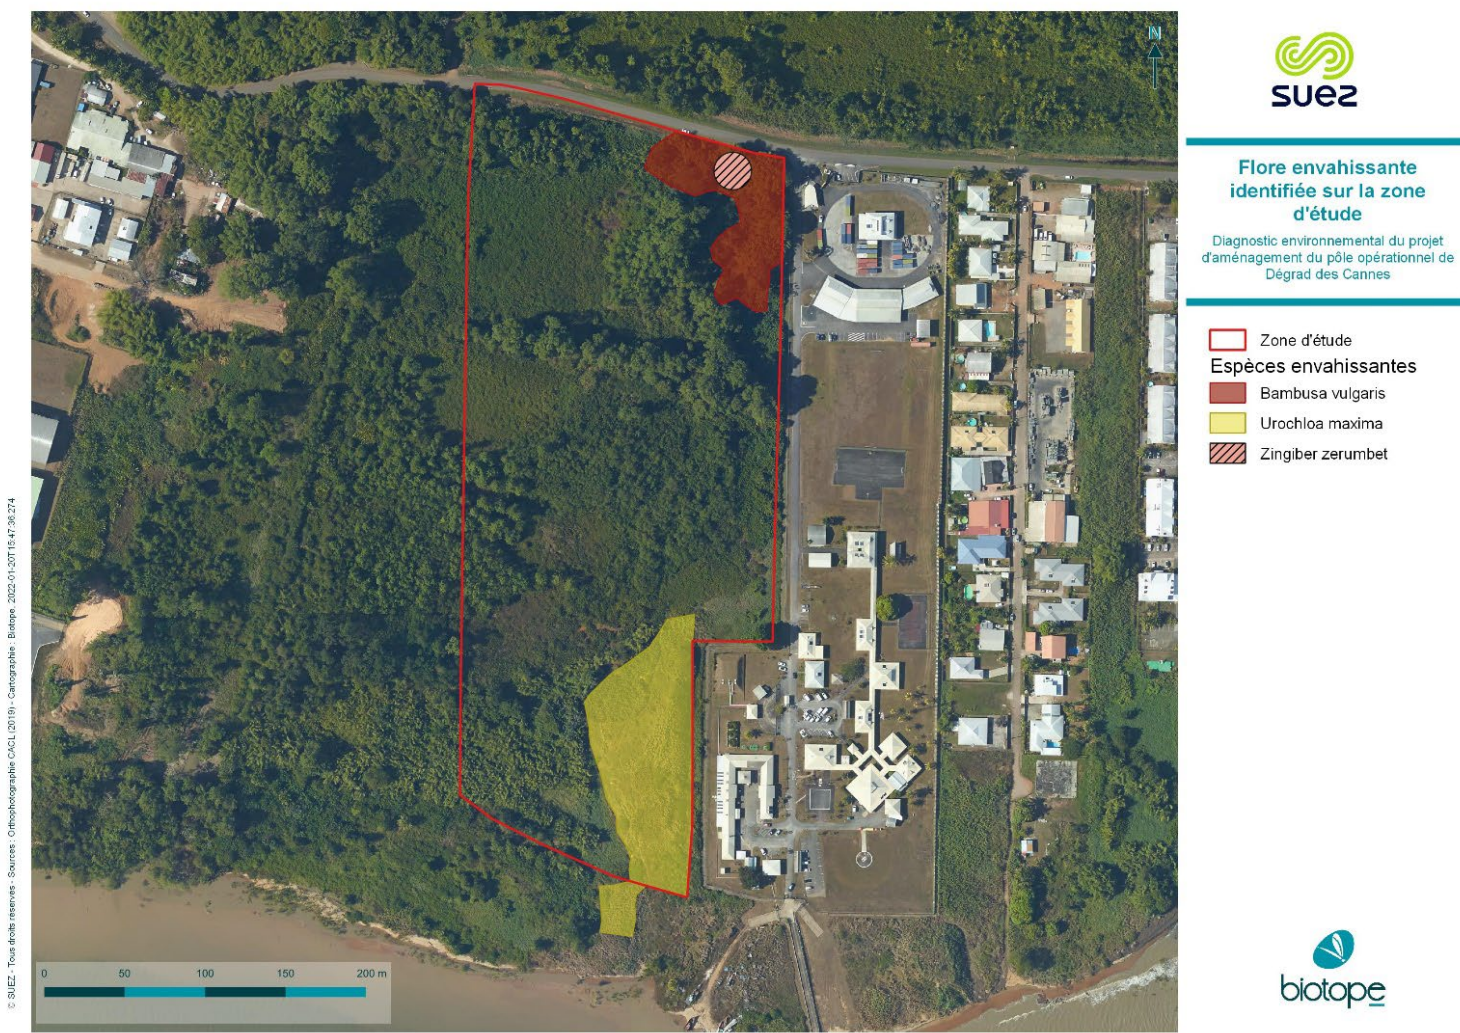 N
suez
Flore envahissante
identifiée sur la zone
d'étude
Diagnostic environnemental du projet
d'aménagement du pôle opérationnel de
Dégrad des Cannes
Zone d'étude
Espèces envahissantes
Bambusa vulgaris
Urochloa maxima
Zingiber zerumbet
© SUEZ - Tous droits réservés - Sources : Orthophotographie CACL (2019) - Cartographie : Biotope, 2022-01-20T15:47:36.274
0 50 100 150 200 m
biotope